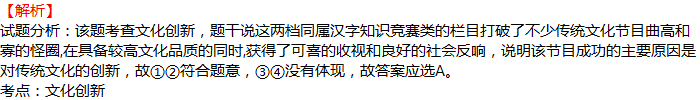 【解析】
试题分析：该题考查文化创新，题干说这两档同属汉字知识竞赛类的栏目打破了不少传统文化节目曲高和
寡的怪圈,在具备较高文化品质的同时,获得了可喜的收视和良好的社会反响，说明该节目成功的主要原因是
对传统文化的创新，故①②符合题意，③④没有体现，故答案应选A。
考点：文化创新